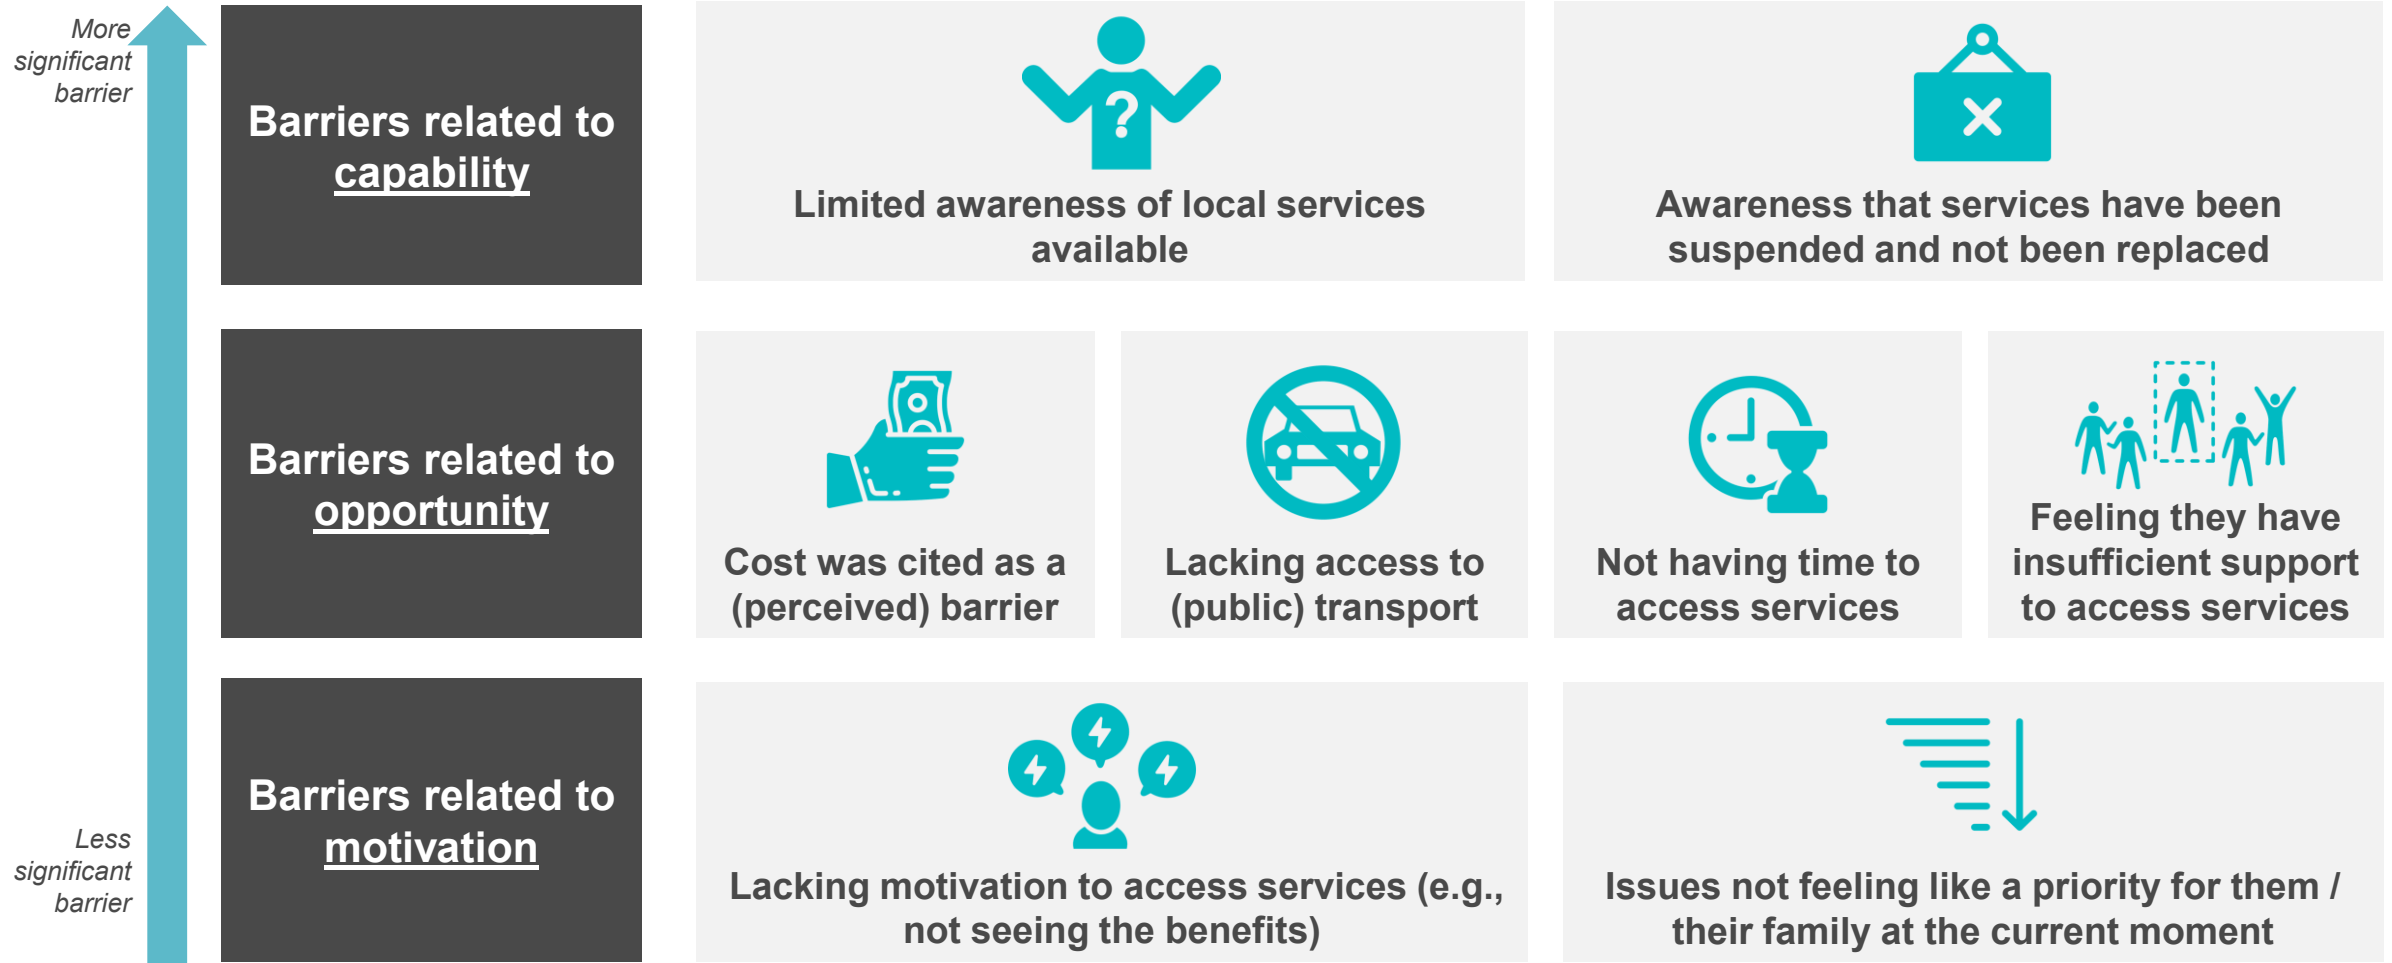 More
significant
barrier
Barriers related to
capability
?
Limited awareness of local services
available
Awareness that services have been
suspended and not been replaced
Barriers related to
opportunity
Cost was cited as a
(perceived) barrier
Lacking access to
(public) transport
Not having time to
access services
Feeling they have
insufficient support
to access services
Less
significant
barrier
Barriers related to
motivation
Lacking motivation to access services (e.g.,
not seeing the benefits)
Issues not feeling like a priority for them /
their family at the current moment